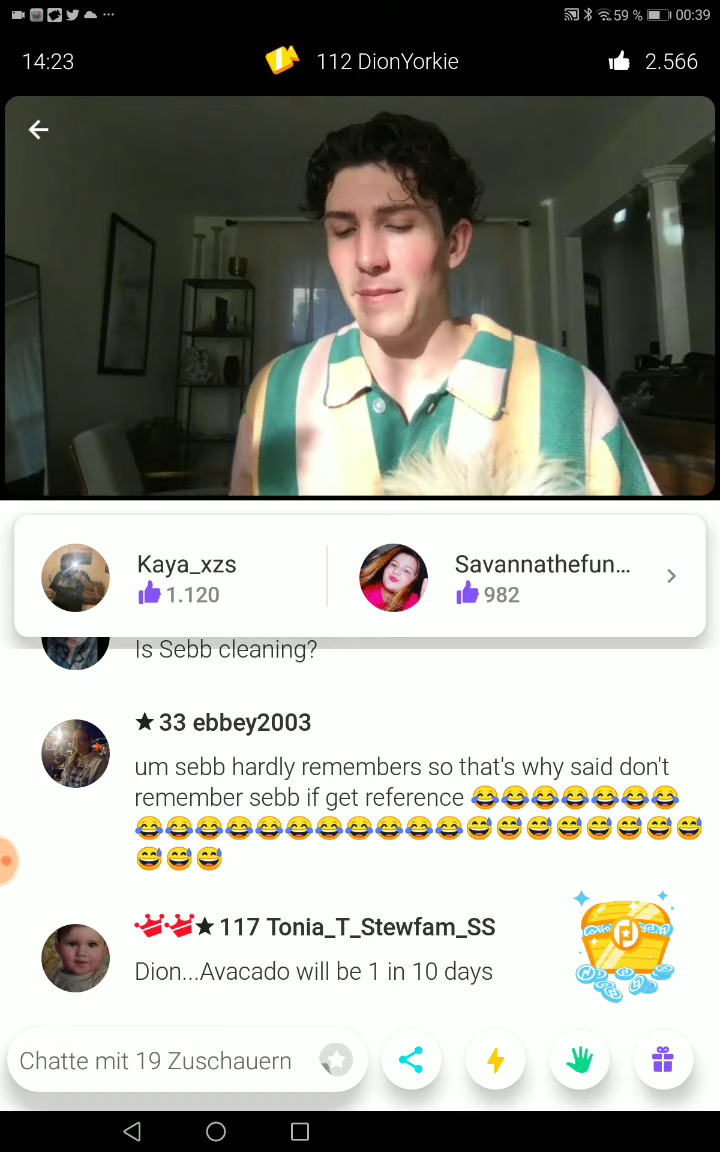 59 % 00:39
14:23 112 DionYorkie 2.566
Kaya_xzs
1.120
Savannathefun...
982
Is Sebb cleaning?
★ 33 ebbey2003
um sebb hardly remembers so that's why said don't
remember sebb if get reference 😂😂😂😂😂😂😂
😂😂😂😂😂😂😂😂😂😂😂😅😅😅😅😅😅😅😅
😅😅😅
★ 117 Tonia_T_Stewfam_SS
Dion...Avacado will be 1 in 10 days
Chatte mit 19 Zuschauern